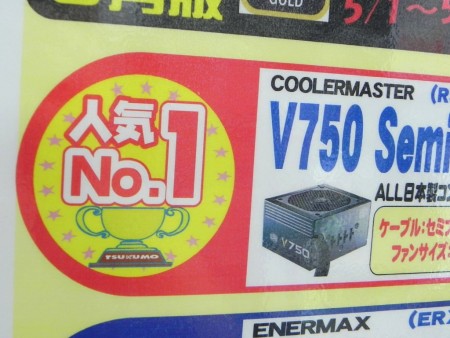 GOLD
5/1～5
人気
No.1
TSUKUMO
COOLERMASTER (R
V750 Semi
ALL日本製コン
V750
ケーブル:セミ
ファンサイズ:
ENERMAX (ER